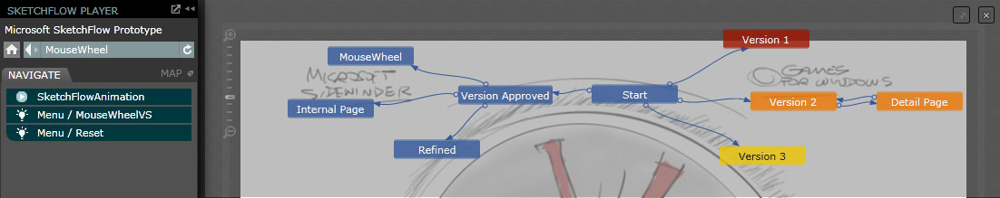 SKETCHFLOW PLAYER
Microsoft SketchFlow Prototype
MouseWheel
NAVIGATE
MAP
SketchFlowAnimation
Menu / MouseWheelVS
Menu / Reset
Version 1
MouseWheel
MICROSOFT
SIDEWINDER
GAMES
FOR WINDOWS
Version Approved
Start
Internal Page
Version 2
Detail Page
Refined
Version 3